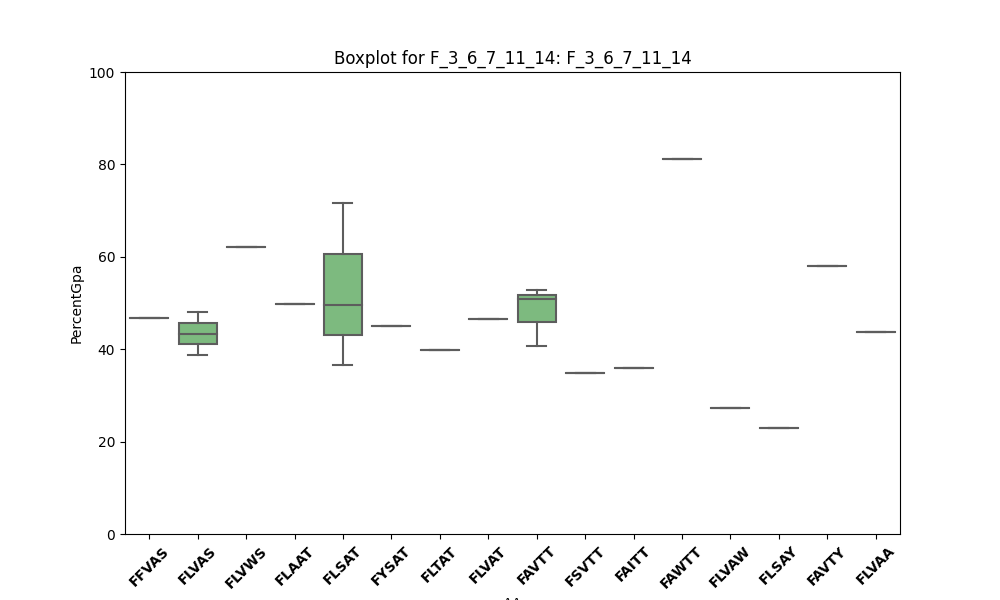 Boxplot for F_3_6_7_11_14: F_3_6_7_11_14
PercentGpa
100
80
60
40
20
0
FFVAS
FLVAS
FLVWS
FLAAT
FLSAT
FYSAT
FLTAT
FLVAT
FAVTT
FSVTT
FAITT
FAWTT
FLVAW
FLSAY
FAVTY
FLVAA